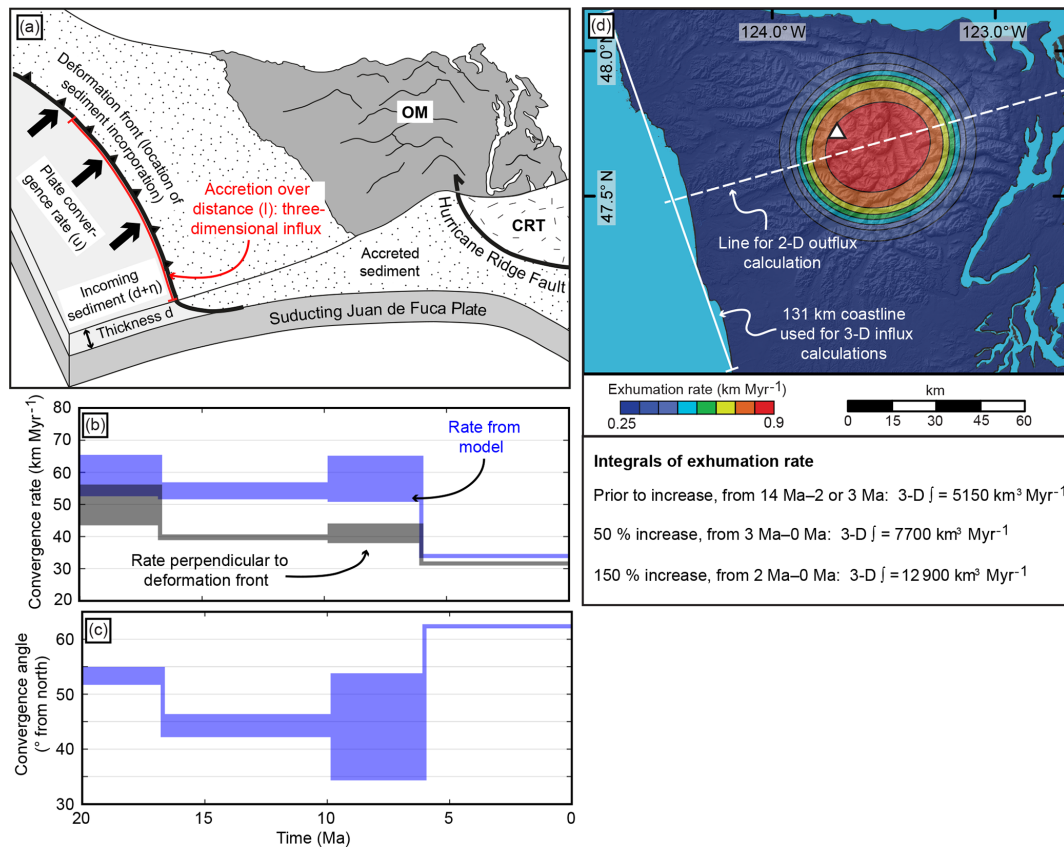 (a)
Deformation front (location of
sediment incorporation)
Plate conver-
gence rate (u)
OM
Accretion over
distance (l): three-
dimensional influx
CRT
Hurricane Ridge Fault
Incoming
sediment (d+η)
Accreted
sediment
Thickness d
Suducting Juan de Fuca Plate
(b)
Convergence rate (km Myr⁻¹)
80
70
60
50
40
30
20
Rate from
model
Rate perpendicular to
deformation front
(c)
Convergence angle
(° from north)
60
50
40
30
20
15
10
5
0
Time (Ma)
(d)
124.0° W
123.0° W
48.0° N
47.5° N
Line for 2-D outflux
calculation
131 km coastline
used for 3-D influx
calculations
Exhumation rate (km Myr⁻¹)
0.25
0.9
km
0
15
30
45
60
Integrals of exhumation rate
Prior to increase, from 14 Ma–2 or 3 Ma: 3-D ∫ = 5150 km³ Myr⁻¹
50 % increase, from 3 Ma–0 Ma: 3-D ∫ = 7700 km³ Myr⁻¹
150 % increase, from 2 Ma–0 Ma: 3-D ∫ = 12 900 km³ Myr⁻¹